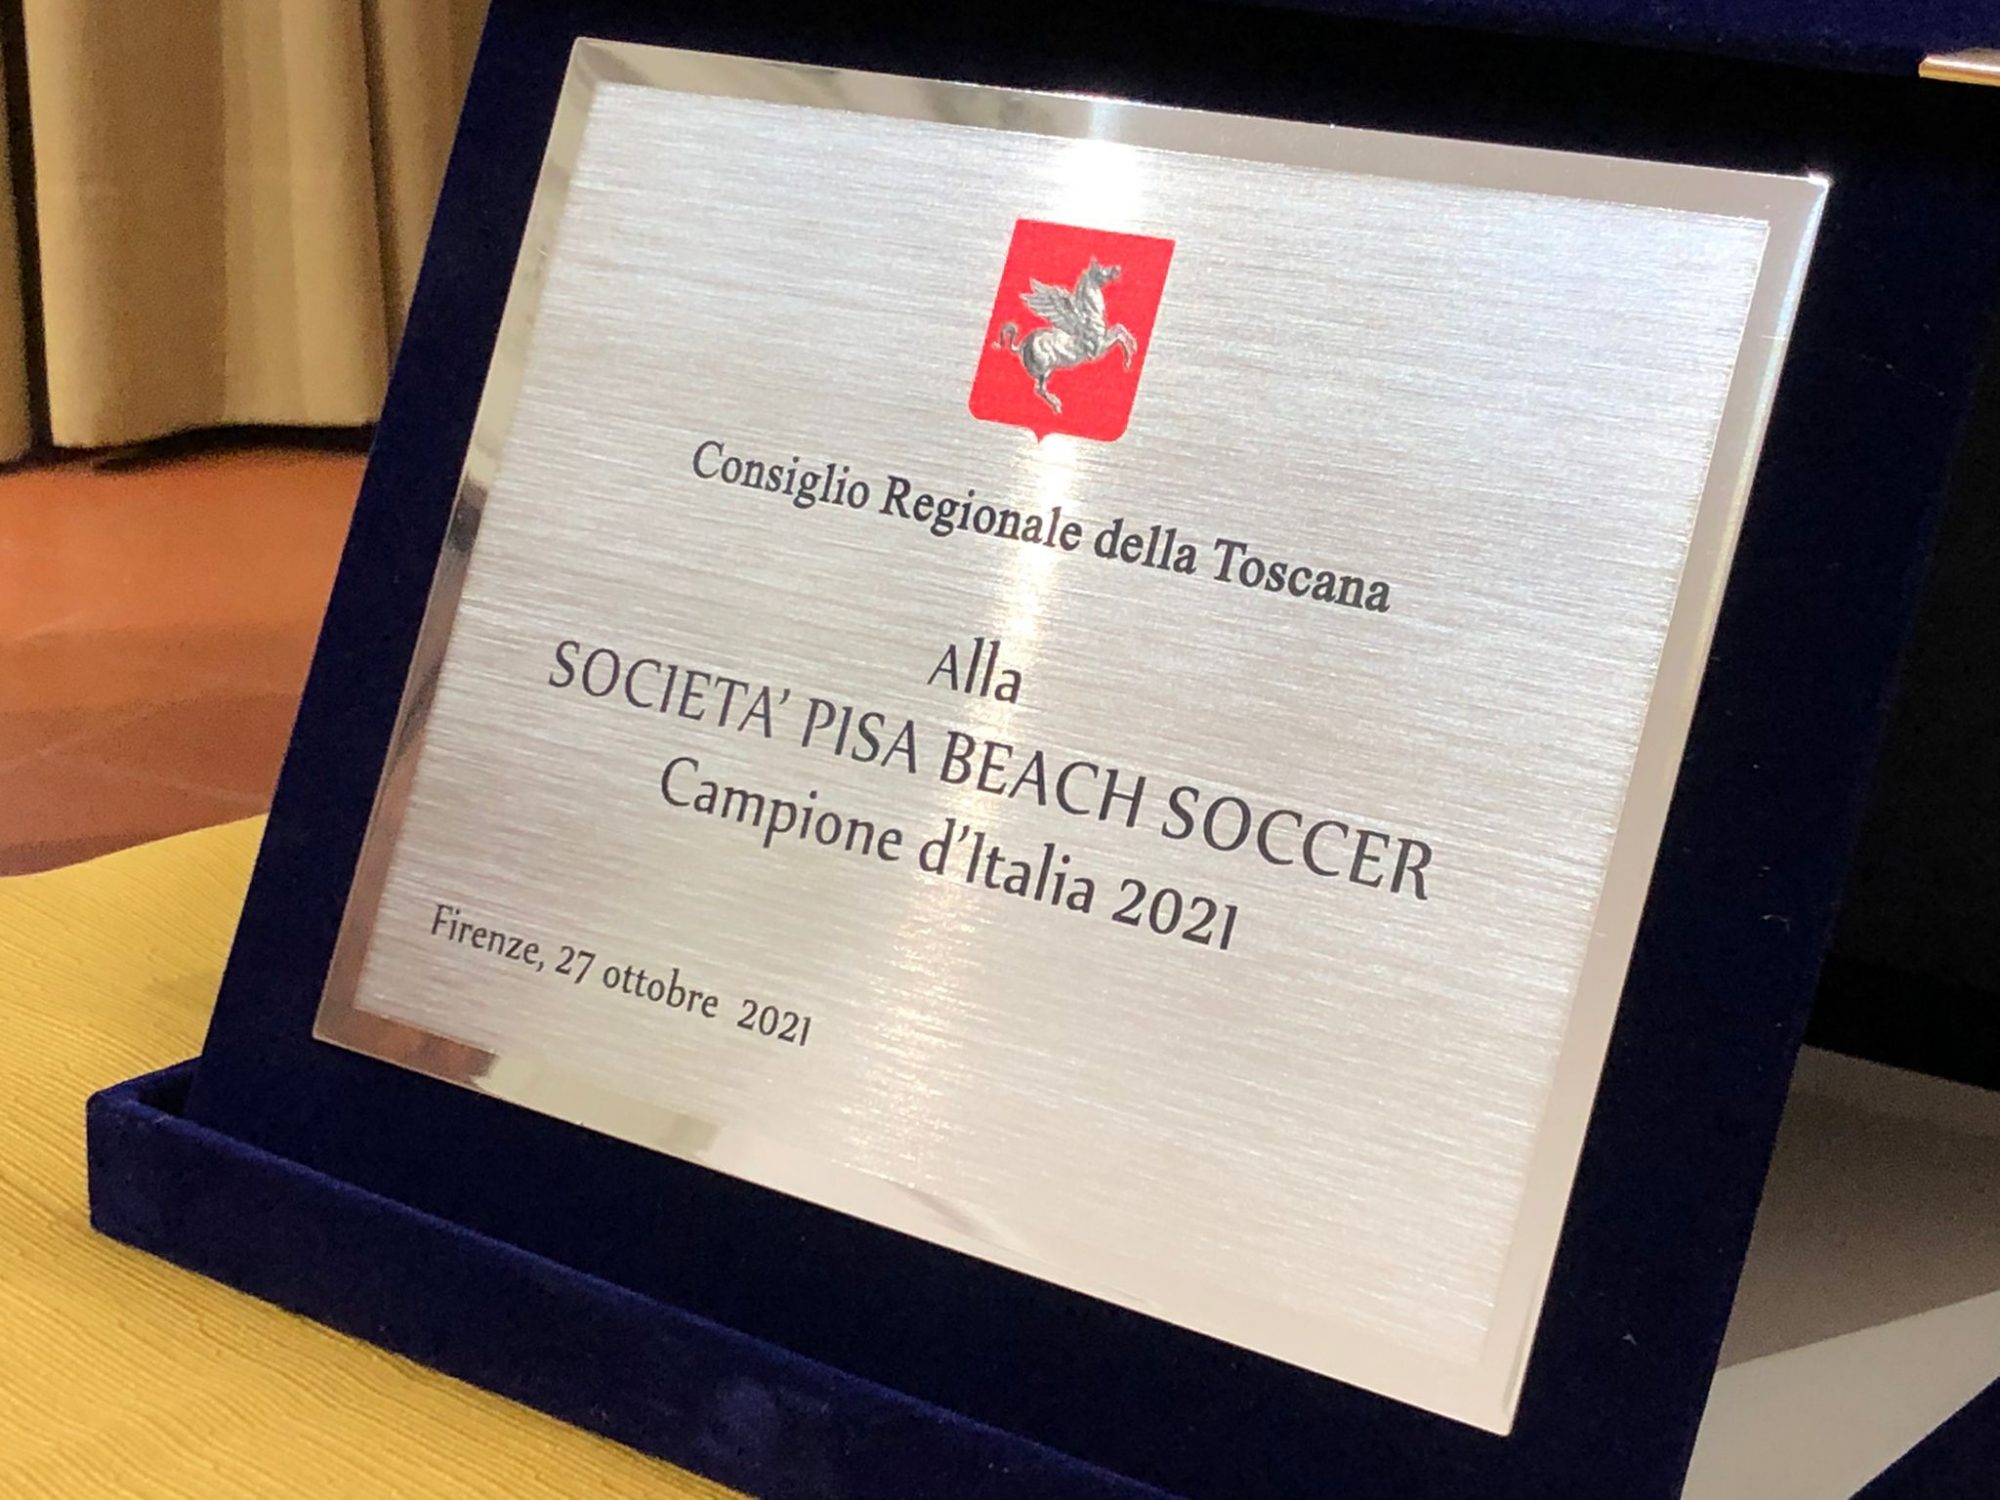 Consiglio Regionale della Toscana
Alla
SOCIETA' PISA BEACH SOCCER
Campione d'Italia 2021
Firenze, 27 ottobre 2021